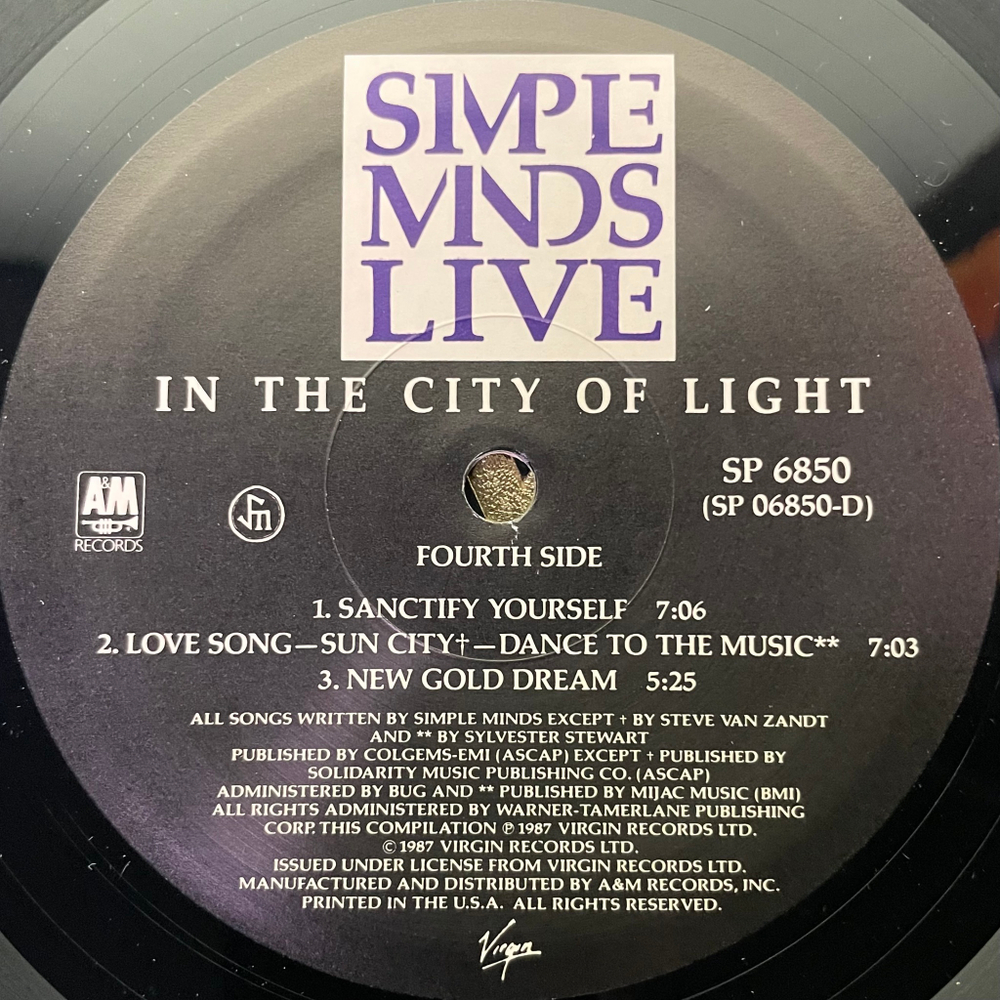 SIMPLE
MINDS
LIVE
IN THE CITY OF LIGHT
A&M
RECORDS
SP 6850
(SP 06850-D)
FOURTH SIDE
1. SANCTIFY YOURSELF 7:06
2. LOVE SONG—SUN CITY†—DANCE TO THE MUSIC** 7:03
3. NEW GOLD DREAM 5:25
ALL SONGS WRITTEN BY SIMPLE MINDS EXCEPT † BY STEVE VAN ZANDT
AND ** BY SYLVESTER STEWART
PUBLISHED BY COLGEMS-EMI (ASCAP) EXCEPT † PUBLISHED BY
SOLIDARITY MUSIC PUBLISHING CO. (ASCAP)
ADMINISTERED BY BUG AND ** PUBLISHED BY MIJAC MUSIC (BMI)
ALL RIGHTS ADMINISTERED BY WARNER-TAMERLANE PUBLISHING
CORP. THIS COMPILATION ℗ 1987 VIRGIN RECORDS LTD.
© 1987 VIRGIN RECORDS LTD.
ISSUED UNDER LICENSE FROM VIRGIN RECORDS LTD.
MANUFACTURED AND DISTRIBUTED BY A&M RECORDS, INC.
PRINTED IN THE U.S.A. ALL RIGHTS RESERVED.
Virgin